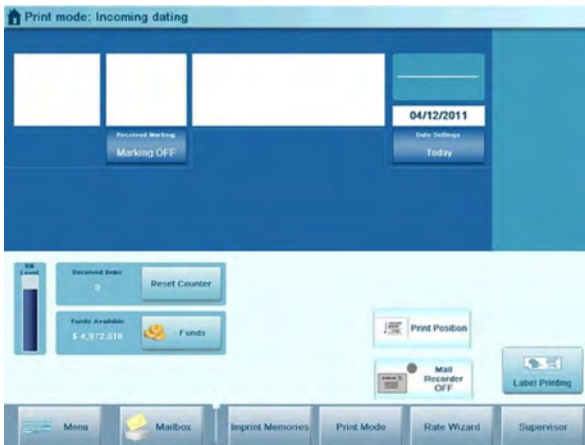 Print mode: Incoming dating
04/12/2011
Received Marking
Marking OFF
Date Settings
Today
Ink
Level
Received Items
0
Reset Counter
Funds Available
$ 4,972.010
Funds
Print Position
Mail
Recorder
OFF
Label Printing
Menu
Mailbox
Imprint Memories
Print Mode
Rate Wizard
Supervisor